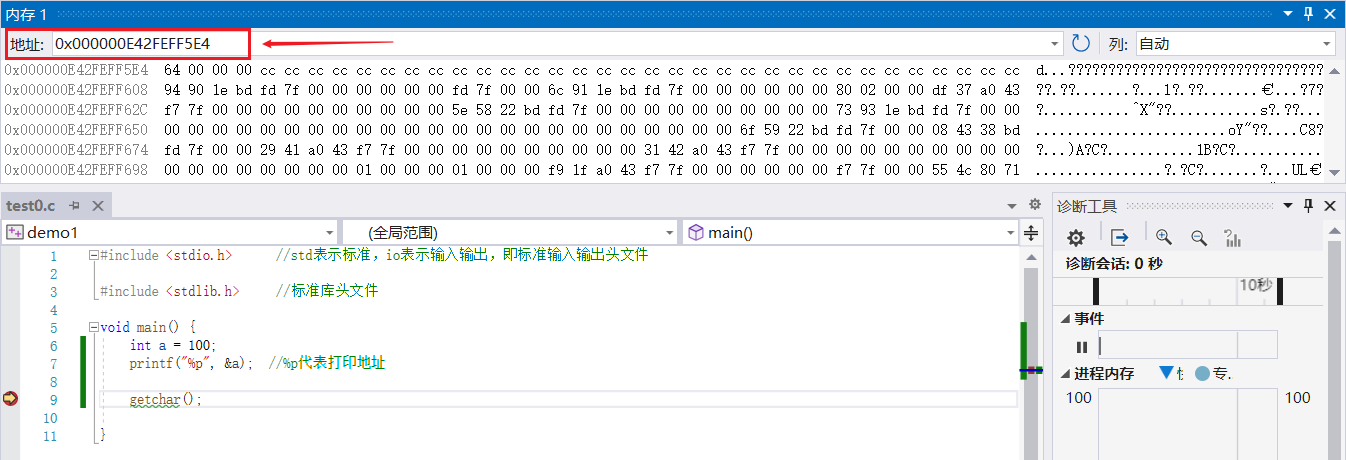 内存 1
地址: 0x000000E42FEFF5E4 列: 自动
0x000000E42FEFF5E4 64 00 00 00 cc cc cc cc cc cc cc cc cc cc cc cc cc cc cc cc cc cc cc cc cc cc cc cc cc cc cc cc cc cc cc cc d...????????????????????????????????
0x000000E42FEFF608 94 90 1e bd fd 7f 00 00 00 00 00 00 fd 7f 00 00 6c 91 1e bd fd 7f 00 00 00 00 00 00 80 02 00 00 df 37 a0 43
0x000000E42FEFF62C f7 7f 00 00 00 00 00 00 00 00 00 00 5e 58 22 bd fd 7f 00 00 00 00 00 00 00 00 00 00 73 93 1e bd fd 7f 00 00
0x000000E42FEFF650 00 00 00 00 00 00 00 00 00 00 00 00 00 00 00 00 00 00 00 00 00 00 00 00 6f 59 22 bd fd 7f 00 00 08 43 38 bd
0x000000E42FEFF674 fd 7f 00 00 29 41 a0 43 f7 7f 00 00 00 00 00 00 00 00 00 00 31 42 a0 43 f7 7f 00 00 00 00 00 00 00 00 00 00
0x000000E42FEFF698 00 00 00 00 00 00 00 00 01 00 00 00 01 00 00 00 f9 1f a0 43 f7 7f 00 00 00 00 00 00 f7 7f 00 00 55 4c 80 71
test0.c
demo1 (全局范围) main()
1 #include <stdio.h> //std表示标准，io表示输入输出，即标准输入输出头文件
2
3 #include <stdlib.h> //标准库头文件
4
5 void main() {
6 int a = 100;
7 printf("%p", &a); //%p代表打印地址
8
9 getchar();
10
11 }
诊断工具
诊断会话: 0 秒
10秒
事件
进程内存 专..
100 100